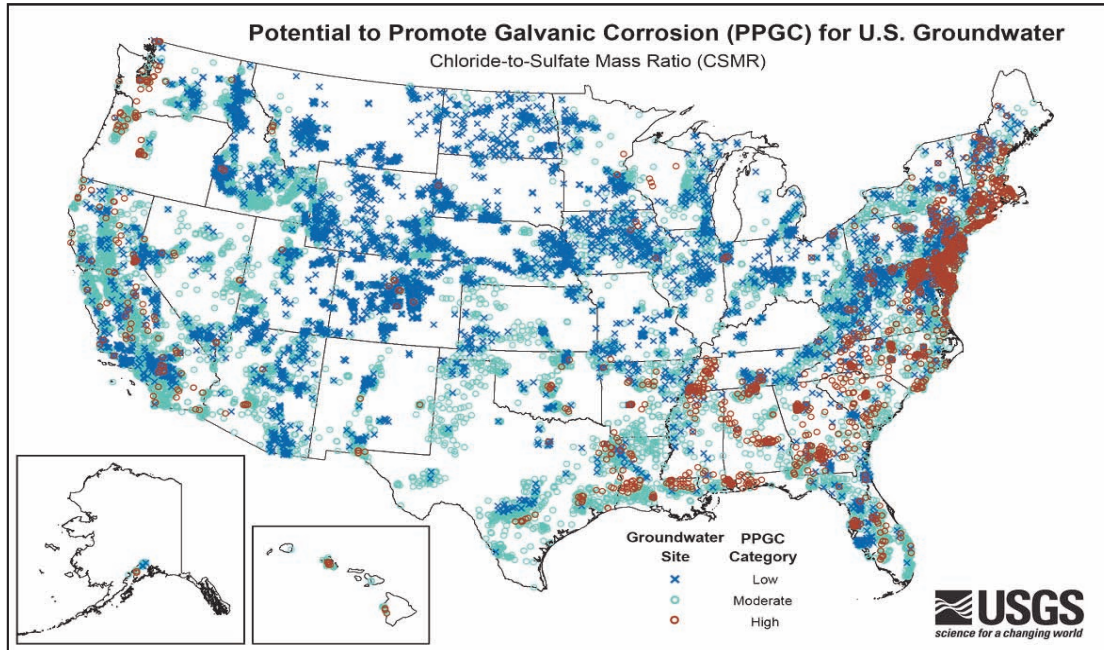 Potential to Promote Galvanic Corrosion (PPGC) for U.S. Groundwater
Chloride-to-Sulfate Mass Ratio (CSMR)
Groundwater Site
PPGC Category
Low
Moderate
High
USGS
science for a changing world